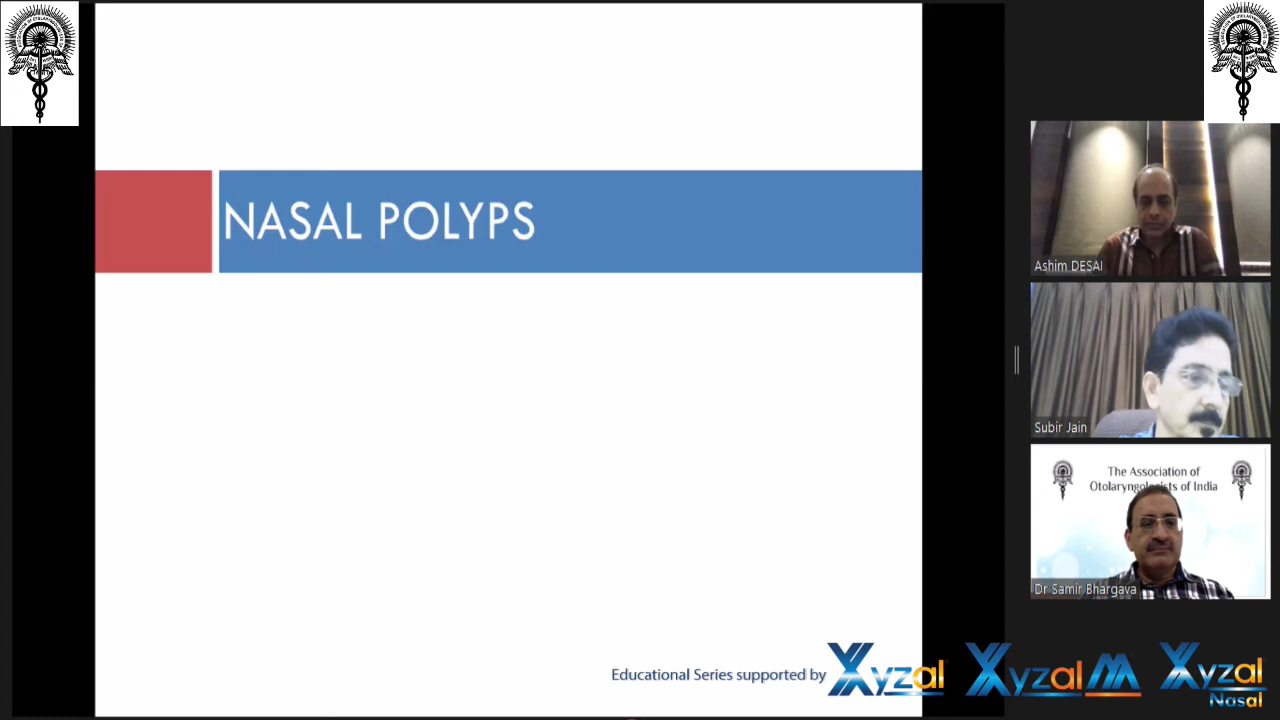 NASAL POLYPS
Ashim DESAI
Subir Jain
The Association of
Otolaryngologists of India
Dr Samir Bhargava
Educational Series supported by
Xyzal
Xyzal M
Xyzal
Nasal